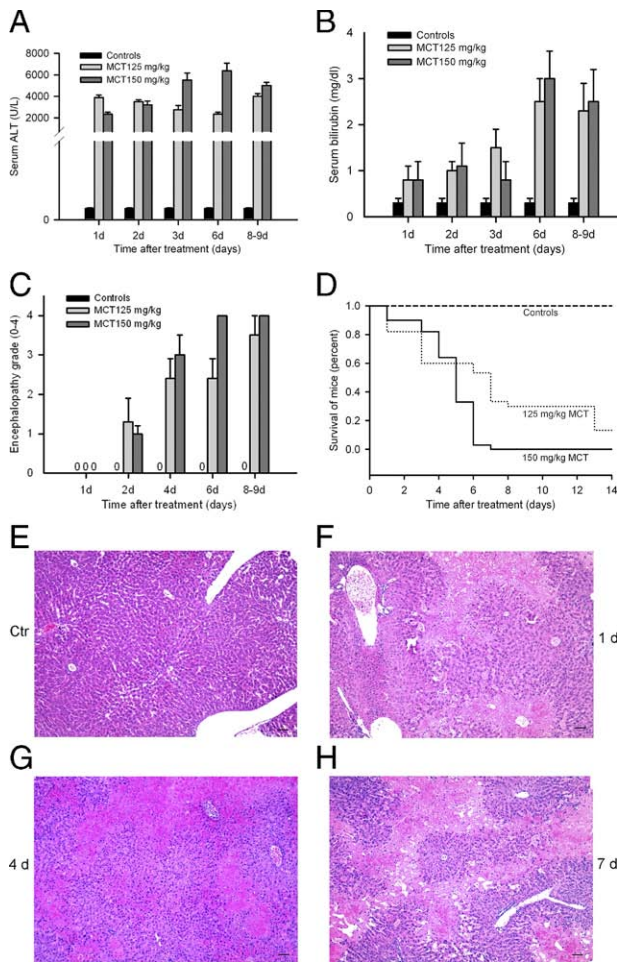 A
Controls
MCT125 mg/kg
MCT150 mg/kg
Serum ALT (U/L)
8000
6000
4000
2000
0
1d 2d 3d 6d 8-9d
Time after treatment (days)
B
Controls
MCT125 mg/kg
MCT150 mg/kg
Serum bilirubin (mg/dl)
4
3
2
1
0
1d 2d 3d 6d 8-9d
Time after treatment (days)
C
Controls
MCT125 mg/kg
MCT150 mg/kg
Encephalopathy grade (0-4)
4
3
2
1
0
0 0 0 0 0 0 0
1d 2d 4d 6d 8-9d
Time after treatment (days)
D
Survival of mice (percent)
1.0
0.8
0.6
0.4
0.2
0.0
Controls
125 mg/kg MCT
150 mg/kg MCT
0 2 4 6 8 10 12 14
Time after treatment (days)
E
Ctr
F
1 d
G
4 d
H
7 d